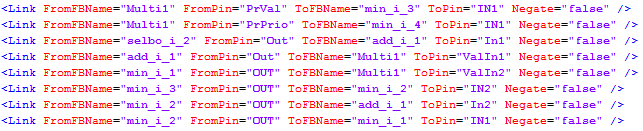 <Link FromFBName="Multi1" FromPin="PrVal" ToFBName="min_i_3" ToPin="IN1" Negate="false" />
<Link FromFBName="Multi1" FromPin="PrPrio" ToFBName="min_i_4" ToPin="IN1" Negate="false" />
<Link FromFBName="selbo_i_2" FromPin="Out" ToFBName="add_i_1" ToPin="In1" Negate="false" />
<Link FromFBName="add_i_1" FromPin="Out" ToFBName="Multi1" ToPin="ValIn1" Negate="false" />
<Link FromFBName="min_i_1" FromPin="OUT" ToFBName="Multi1" ToPin="ValIn2" Negate="false" />
<Link FromFBName="min_i_3" FromPin="OUT" ToFBName="min_i_2" ToPin="IN2" Negate="false" />
<Link FromFBName="min_i_2" FromPin="OUT" ToFBName="add_i_1" ToPin="In2" Negate="false" />
<Link FromFBName="min_i_2" FromPin="OUT" ToFBName="min_i_1" ToPin="IN1" Negate="false" />